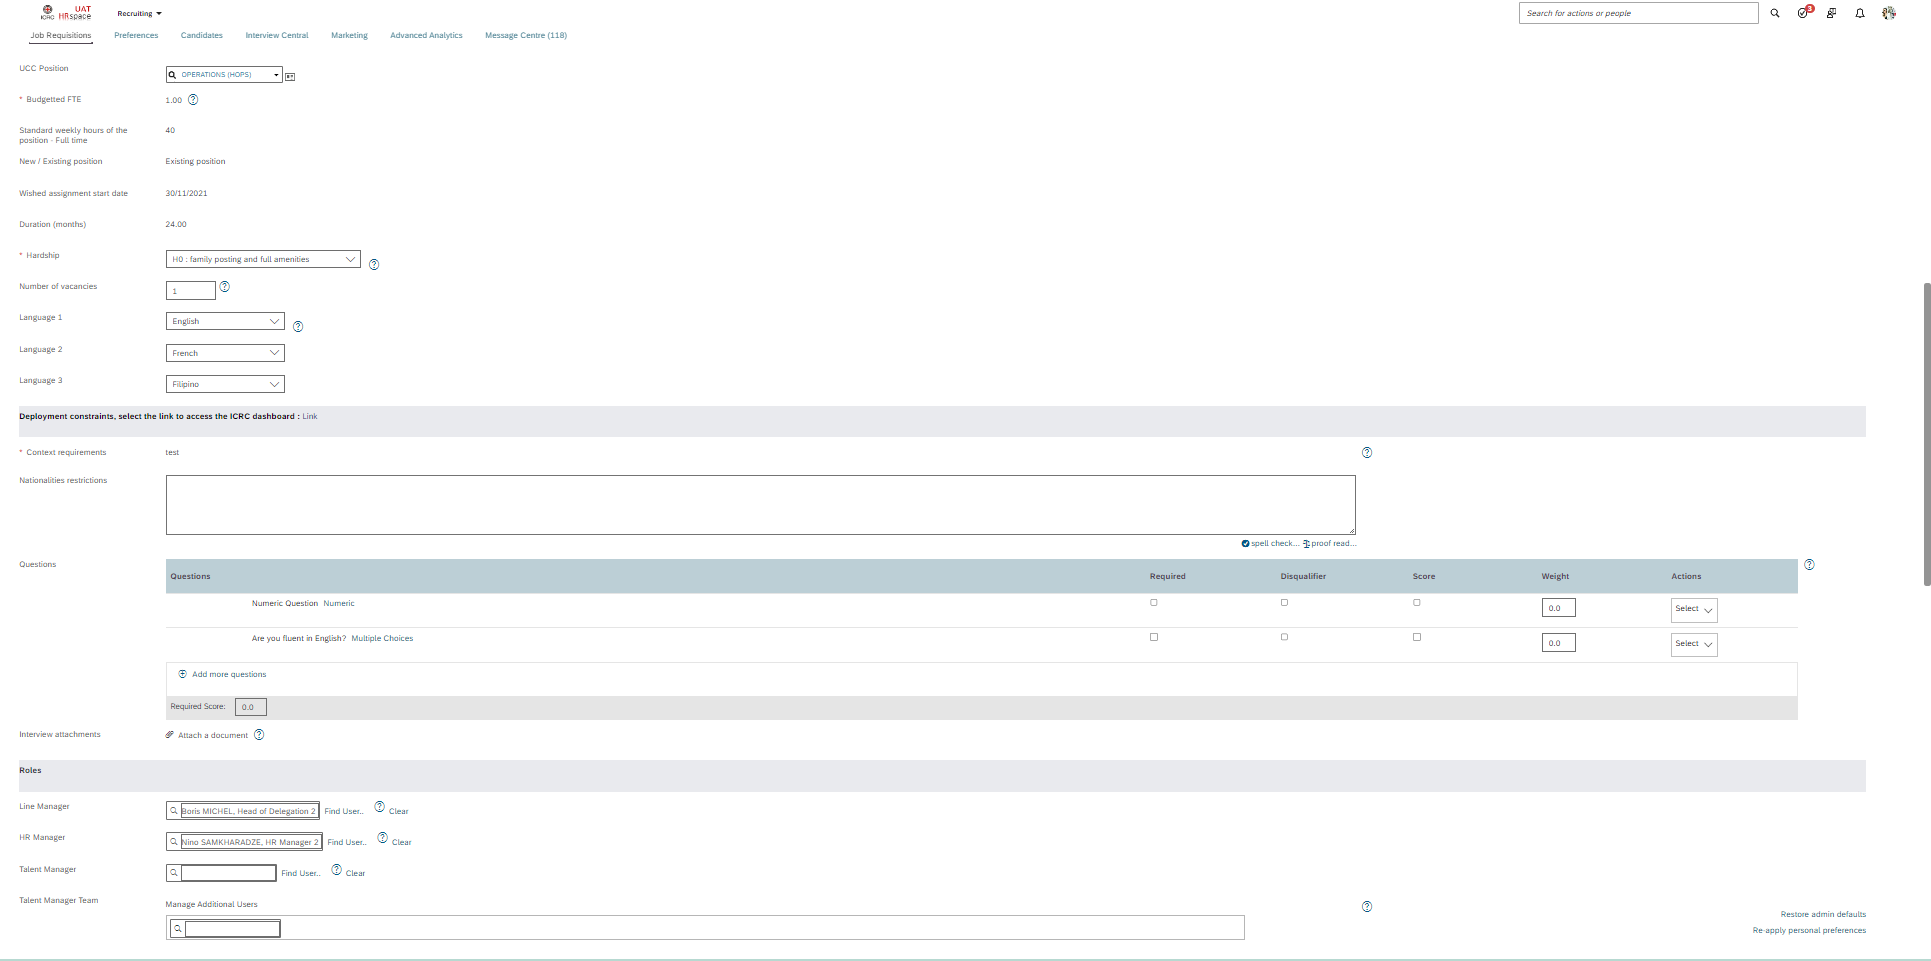 ICRC UAT HRspace
Recruiting
Search for actions or people
3
Job Requisitions Preferences Candidates Interview Central Marketing Advanced Analytics Message Centre (118)
UCC Position OPERATIONS (HOPS)
* Budgetted FTE 1.00
Standard weekly hours of the position - Full time 40
New / Existing position Existing position
Wished assignment start date 30/11/2021
Duration (months) 24.00
* Hardship H0 : family posting and full amenities
Number of vacancies 1
Language 1 English
Language 2 French
Language 3 Filipino
Deployment constraints, select the link to access the ICRC dashboard : Link
* Context requirements test
Nationalities restrictions
spell check... proof read...
Questions
Questions Required Disqualifier Score Weight Actions
Numeric Question Numeric 0.0 Select
Are you fluent in English? Multiple Choices 0.0 Select
Add more questions
Required Score: 0.0
Interview attachments Attach a document
Roles
Line Manager Boris MICHEL, Head of Delegation 2 Find User.. Clear
HR Manager Nino SAMKHARADZE, HR Manager 2 Find User.. Clear
Talent Manager Find User.. Clear
Talent Manager Team Manage Additional Users
Restore admin defaults
Re-apply personal preferences